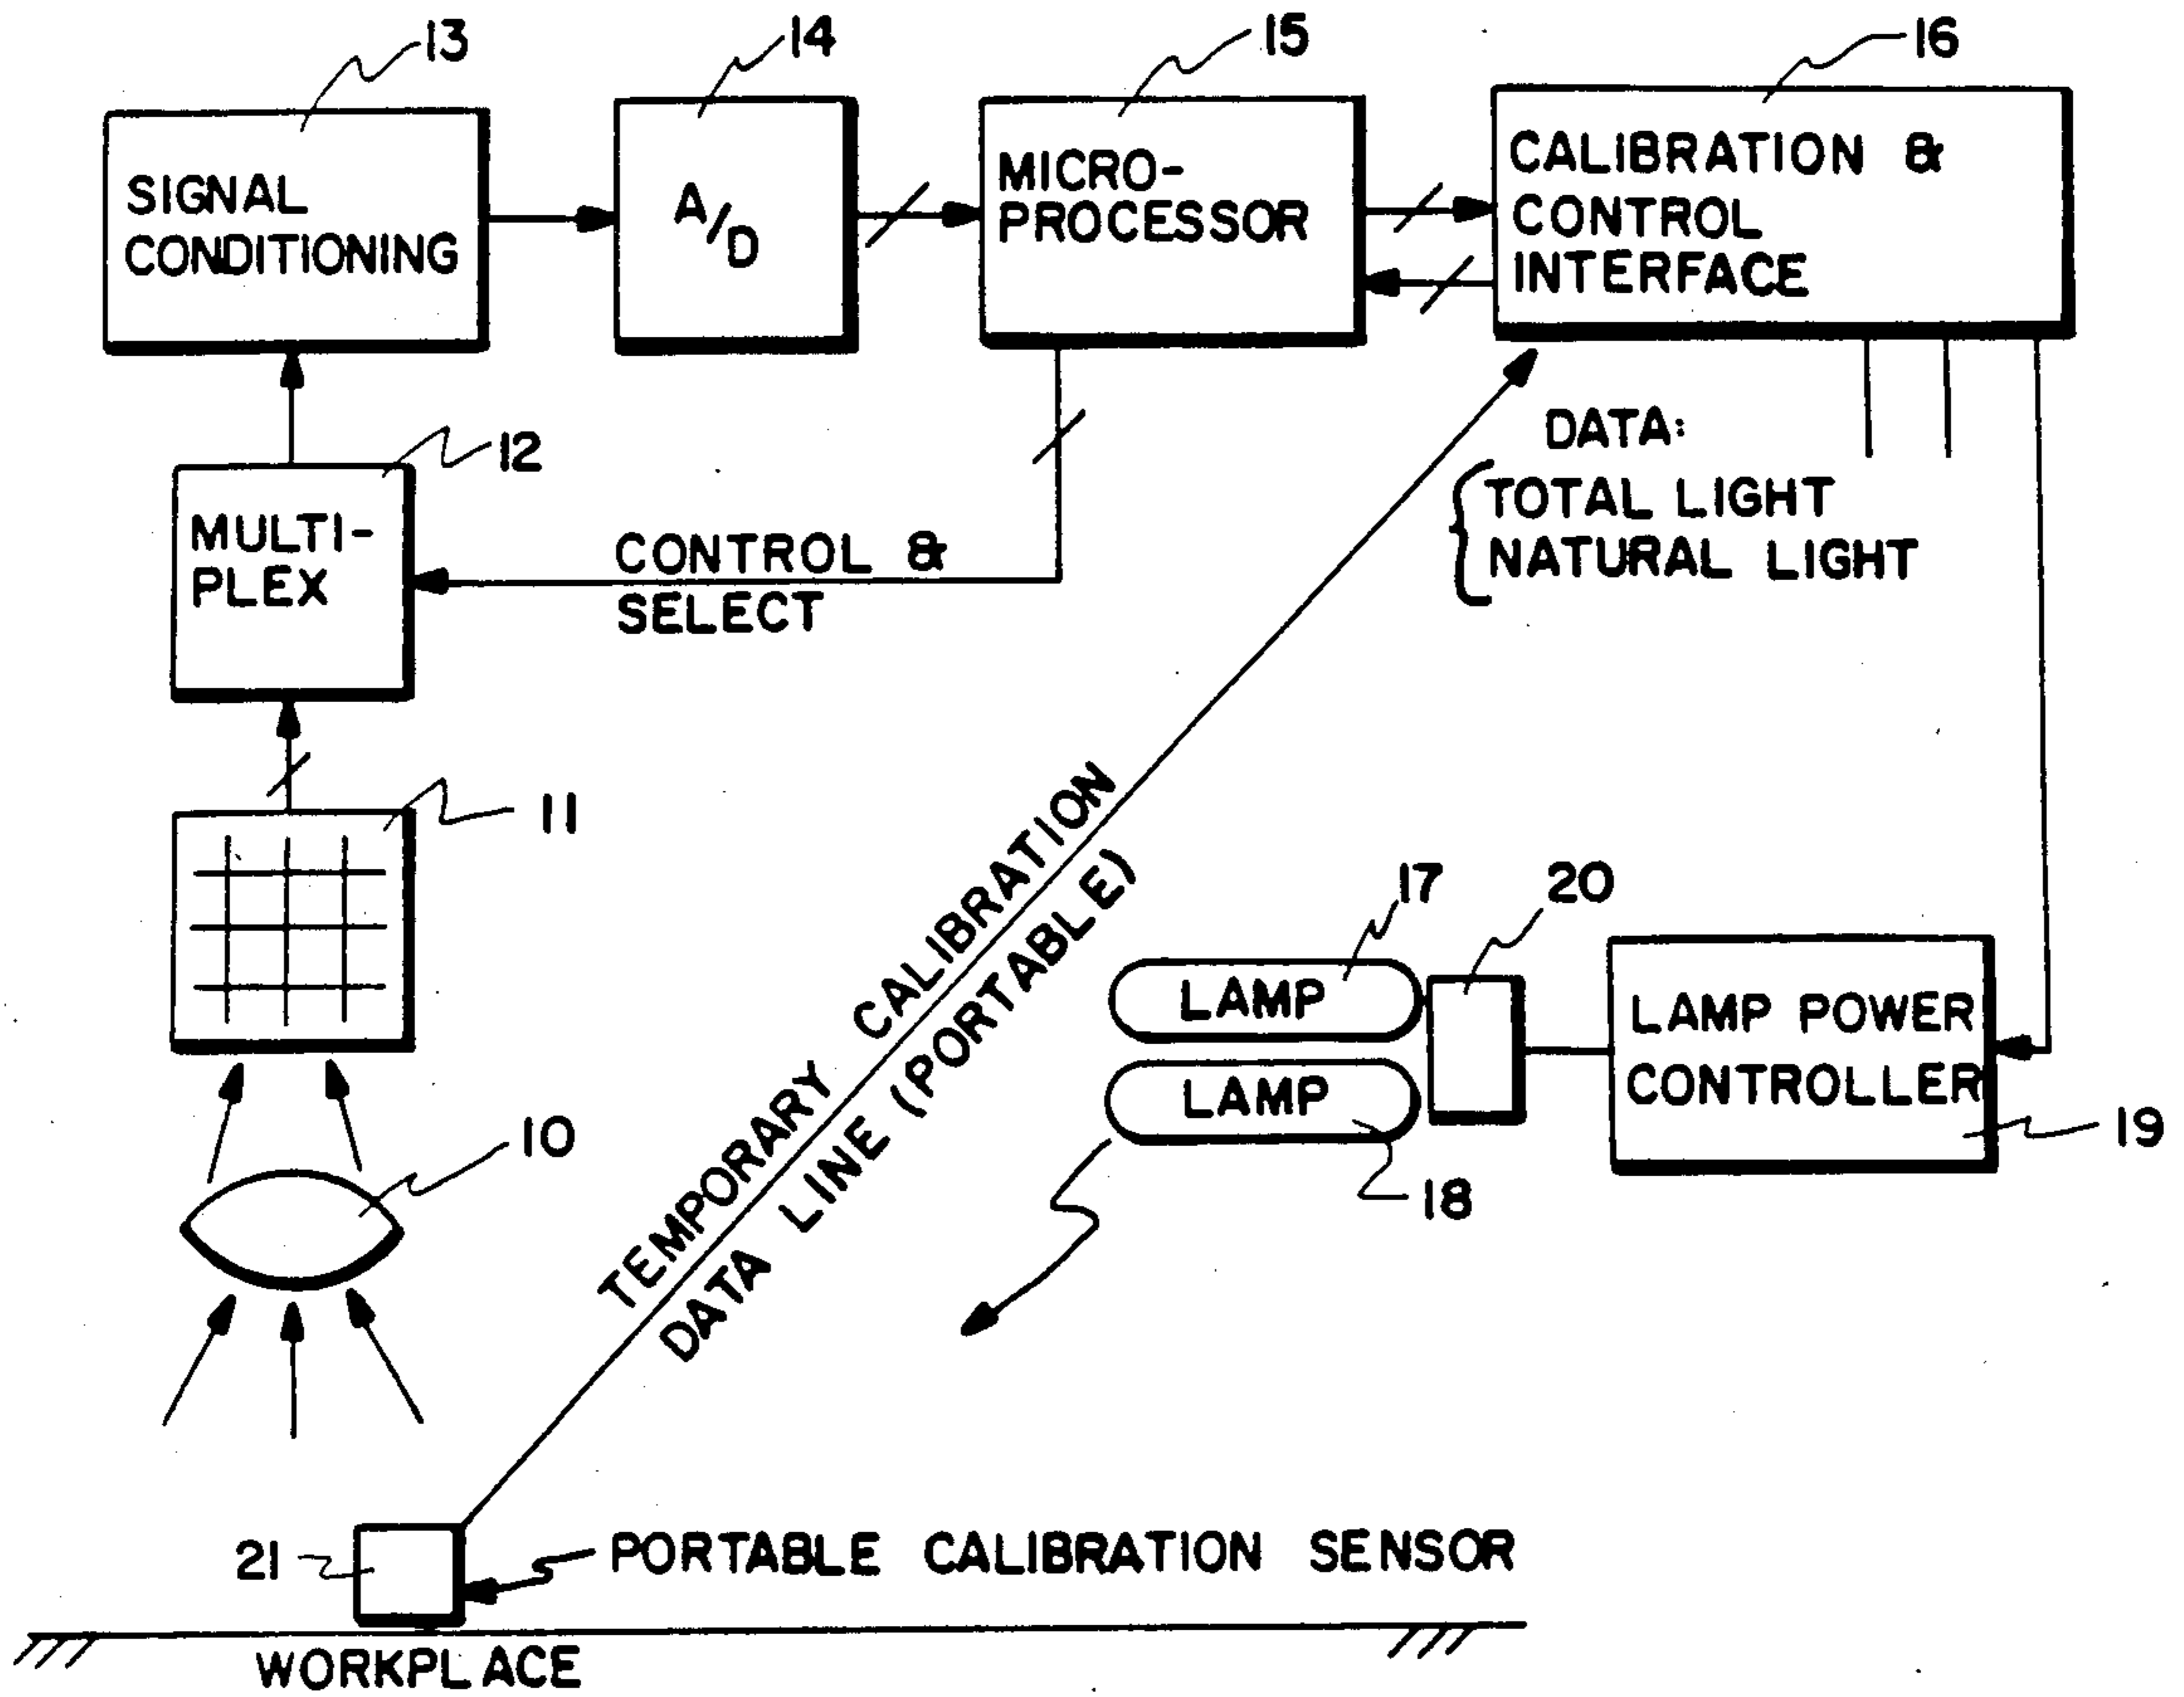 13
14
15
16
SIGNAL
CONDITIONING
A/D
MICRO-
PROCESSOR
CALIBRATION &
CONTROL
INTERFACE
12
MULTI-
PLEX
CONTROL &
SELECT
DATA:
TOTAL LIGHT
NATURAL LIGHT
11
TEMPORARY CALIBRATION
DATA LINE (PORTABLE)
17
20
LAMP
LAMP
LAMP POWER
CONTROLLER
10
18
19
21
PORTABLE CALIBRATION SENSOR
WORKPLACE